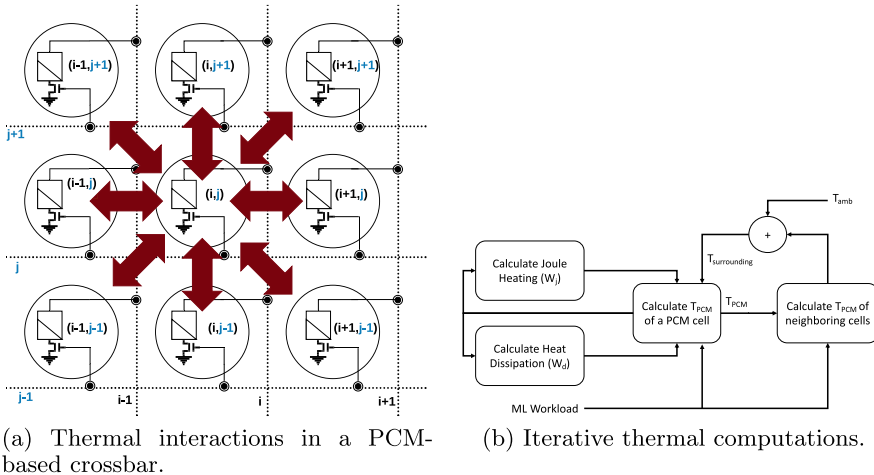 (i-1,j+1)
(i,j+1)
(i+1,j+1)
j+1
(i-1,j)
(i,j)
(i+1,j)
j
(i-1,j-1)
(i,j-1)
(i+1,j-1)
j-1
i-1
i
i+1
(a) Thermal interactions in a PCM-
based crossbar.
T_amb
+
T_surrounding
Calculate Joule
Heating (W_j)
Calculate T_PCM
of a PCM cell
T_PCM
Calculate T_PCM of
neighboring cells
Calculate Heat
Dissipation (W_d)
ML Workload
(b) Iterative thermal computations.